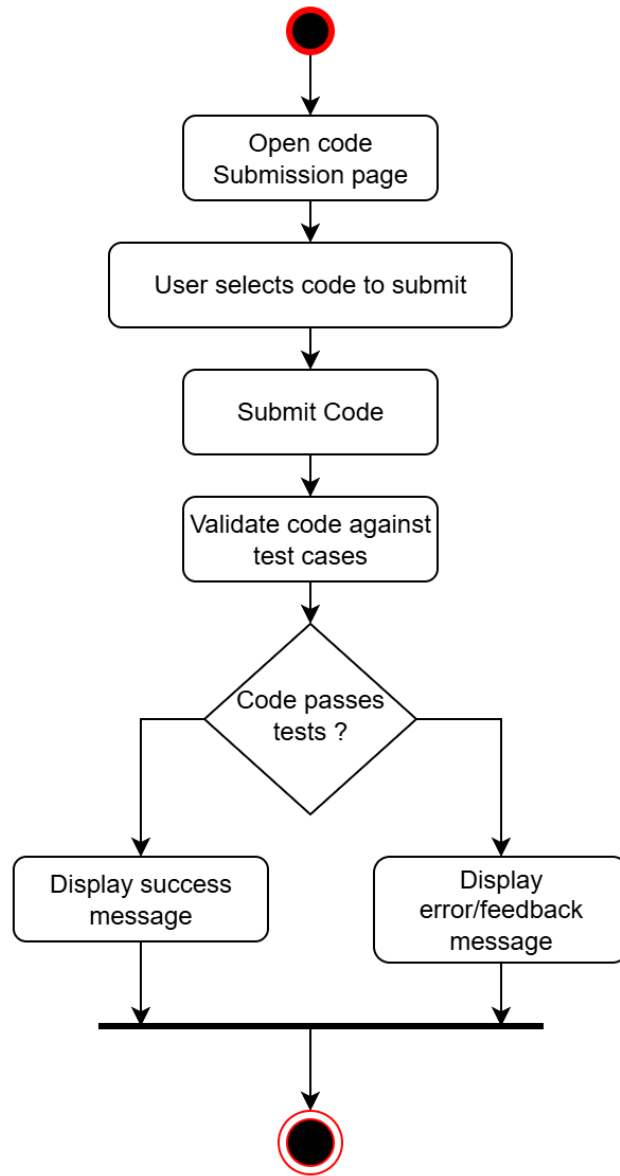 Open code
Submission page
User selects code to submit
Submit Code
Validate code against
test cases
Code passes
tests ?
Display success
message
Display
error/feedback
message